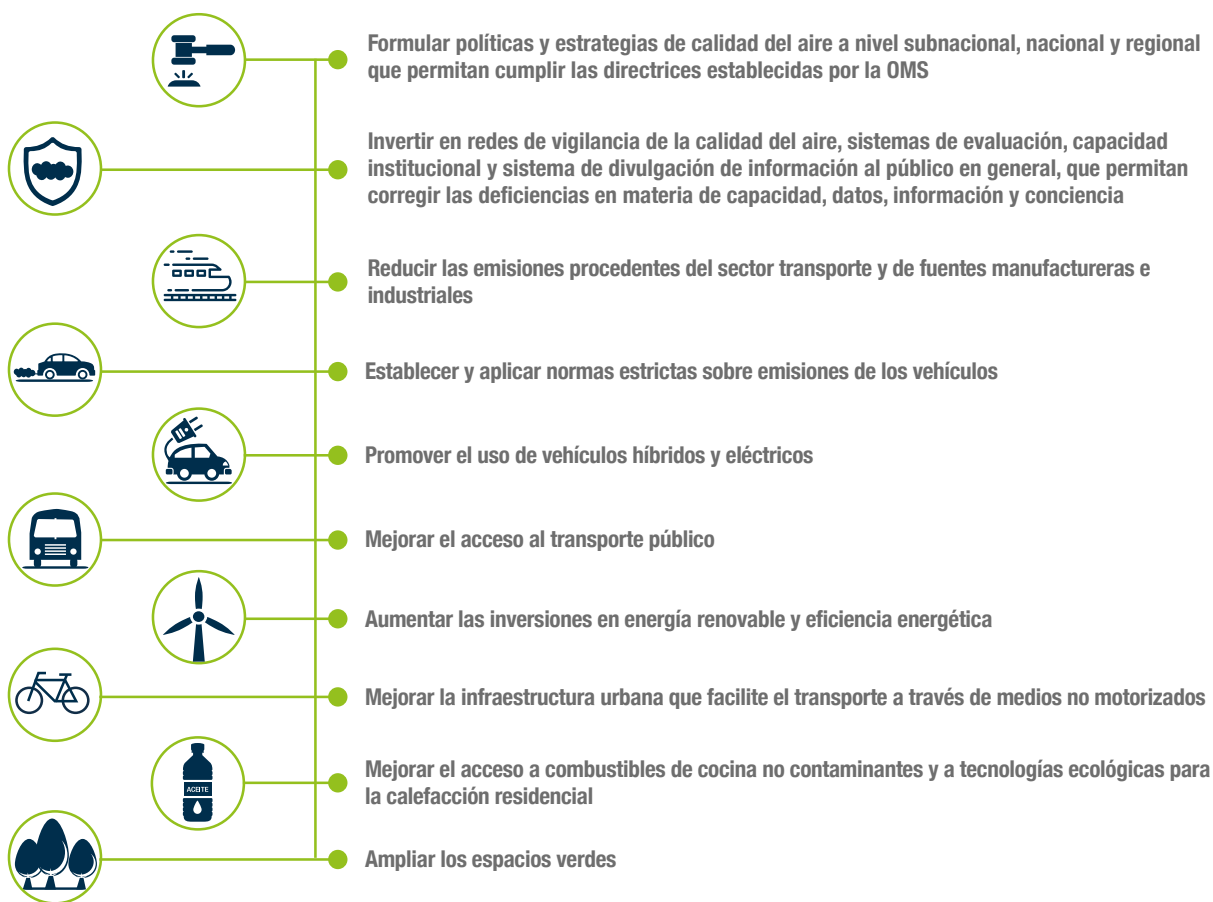 Formular políticas y estrategias de calidad del aire a nivel subnacional, nacional y regional
que permitan cumplir las directrices establecidas por la OMS
Invertir en redes de vigilancia de la calidad del aire, sistemas de evaluación, capacidad
institucional y sistema de divulgación de información al público en general, que permitan
corregir las deficiencias en materia de capacidad, datos, información y conciencia
Reducir las emisiones procedentes del sector transporte y de fuentes manufactureras e
industriales
Establecer y aplicar normas estrictas sobre emisiones de los vehículos
Promover el uso de vehículos híbridos y eléctricos
Mejorar el acceso al transporte público
Aumentar las inversiones en energía renovable y eficiencia energética
Mejorar la infraestructura urbana que facilite el transporte a través de medios no motorizados
ACEITE
Mejorar el acceso a combustibles de cocina no contaminantes y a tecnologías ecológicas para
la calefacción residencial
Ampliar los espacios verdes